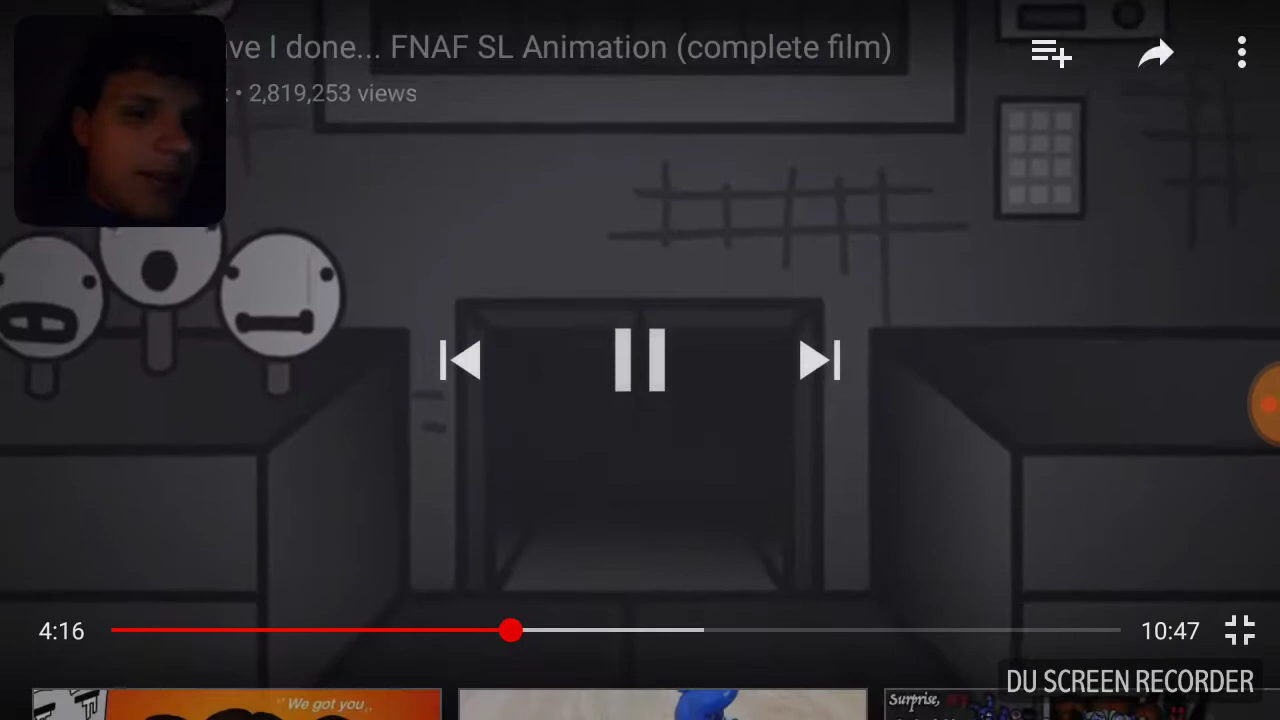 ve I done... FNAF SL Animation (complete film)
• 2,819,253 views
4:16
10:47
DU SCREEN RECORDER
" We got you,,
Surprise,